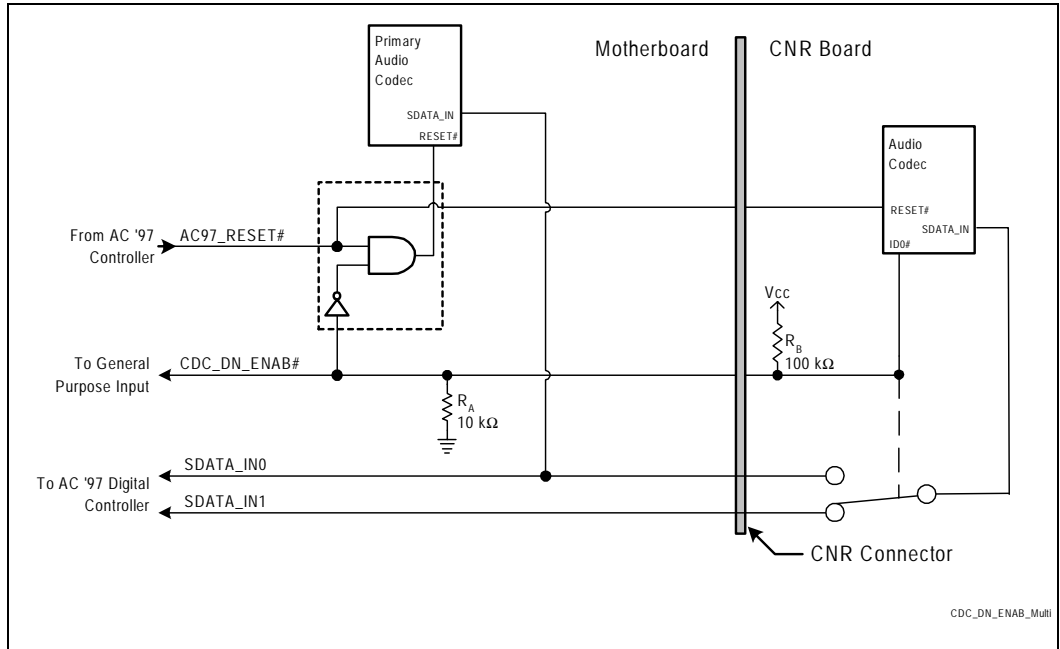 Primary
Audio
Codec
SDATA_IN
RESET#
Motherboard
CNR Board
Audio
Codec
RESET#
SDATA_IN
ID0#
From AC '97
Controller
AC97_RESET#
Vcc
R_B
100 kΩ
To General
Purpose Input
CDC_DN_ENAB#
R_A
10 kΩ
SDATA_IN0
To AC '97 Digital
Controller
SDATA_IN1
CNR Connector
CDC_DN_ENAB_Multi